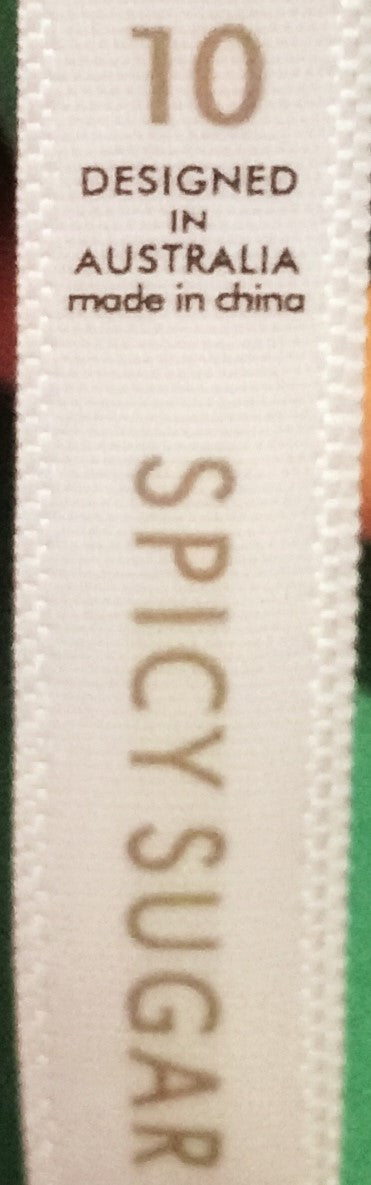 10
DESIGNED
IN
AUSTRALIA
made in china
SPICY SUGAR